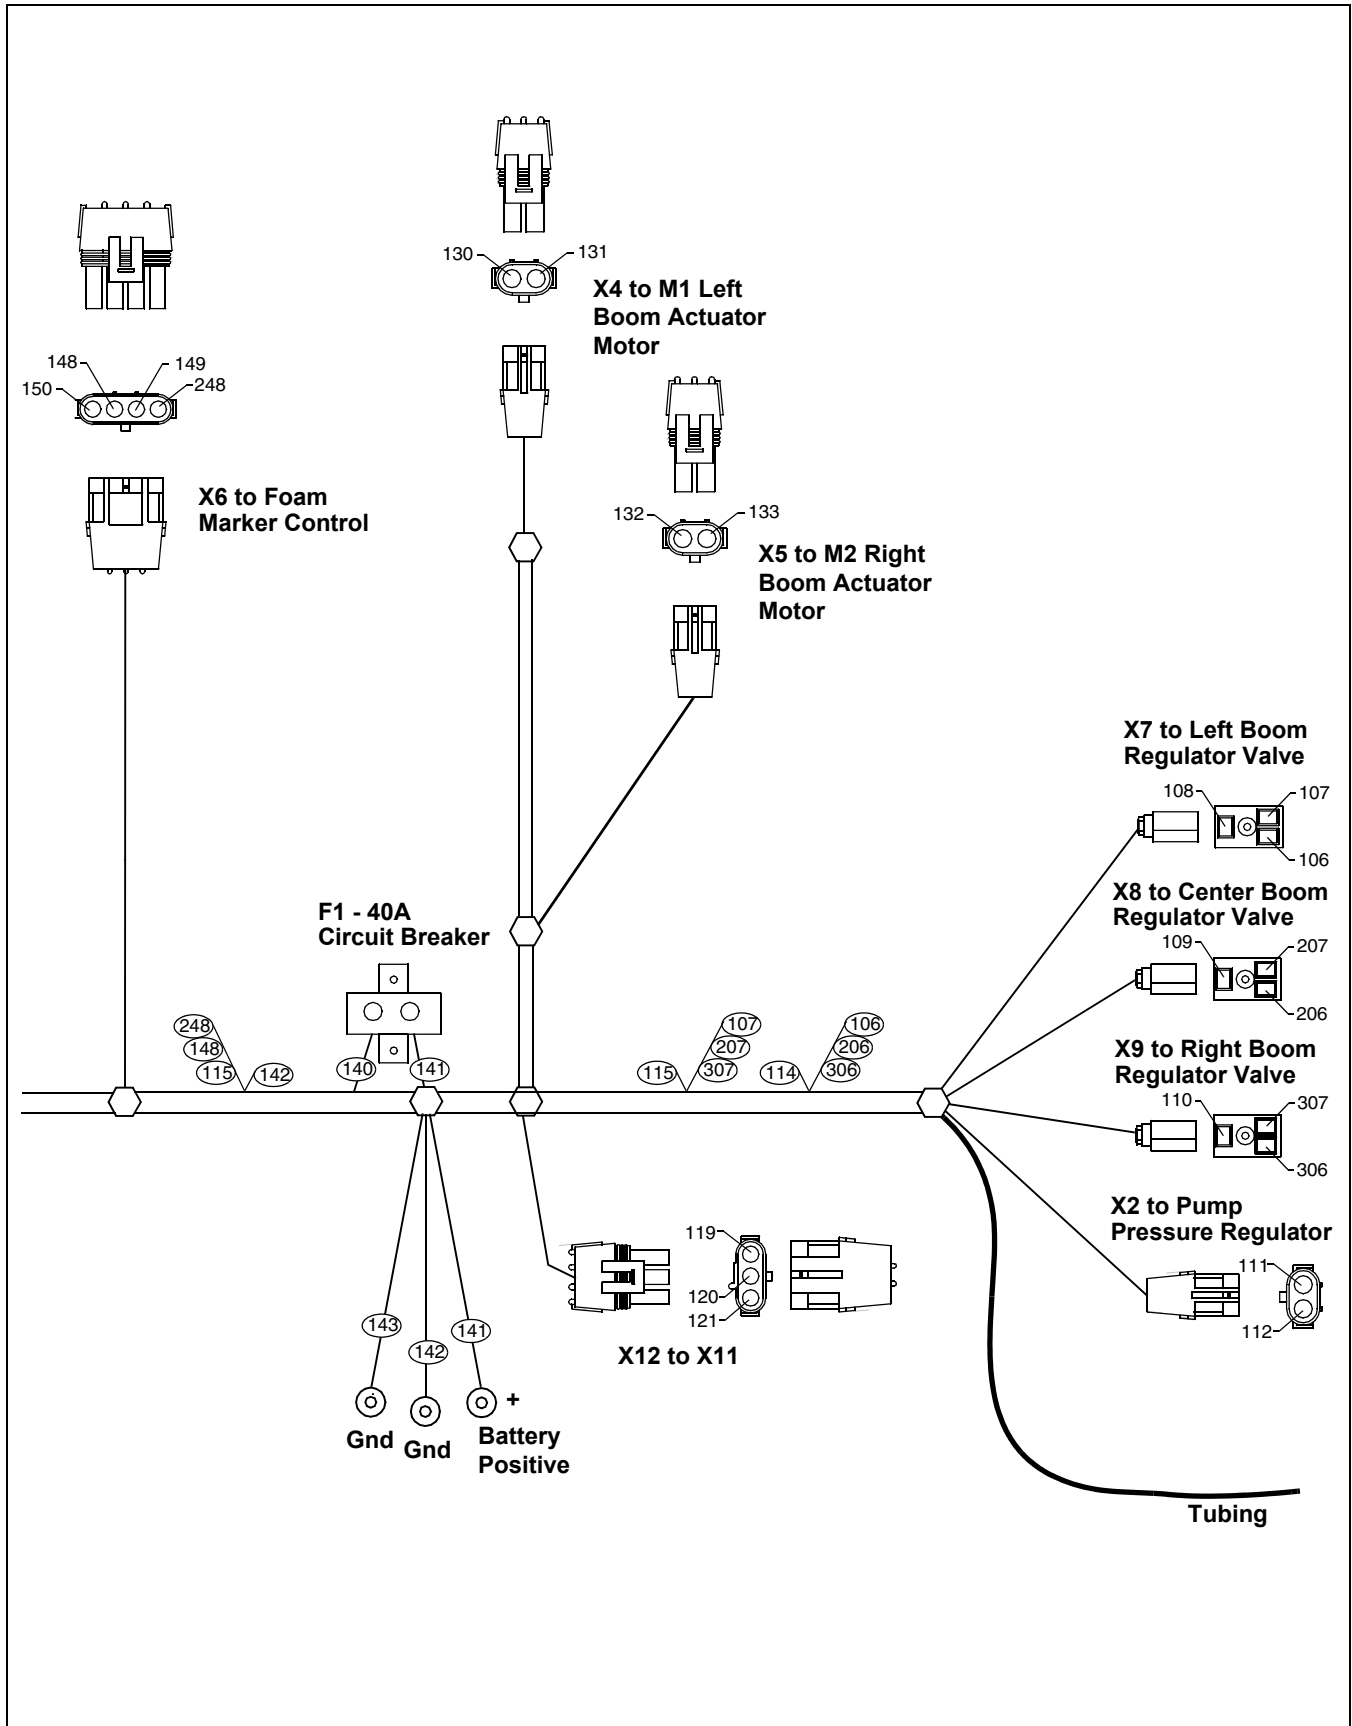 130
131
X4 to M1 Left
Boom Actuator
Motor
148
149
150
248
X6 to Foam
Marker Control
132
133
X5 to M2 Right
Boom Actuator
Motor
X7 to Left Boom
Regulator Valve
108
107
106
X8 to Center Boom
Regulator Valve
109
207
206
F1 - 40A
Circuit Breaker
248
148
115
142
140
141
107
207
115
307
106
206
114
306
X9 to Right Boom
Regulator Valve
110
307
306
X2 to Pump
Pressure Regulator
111
112
119
120
121
X12 to X11
143
142
141
+
Gnd
Gnd
Battery
Positive
Tubing